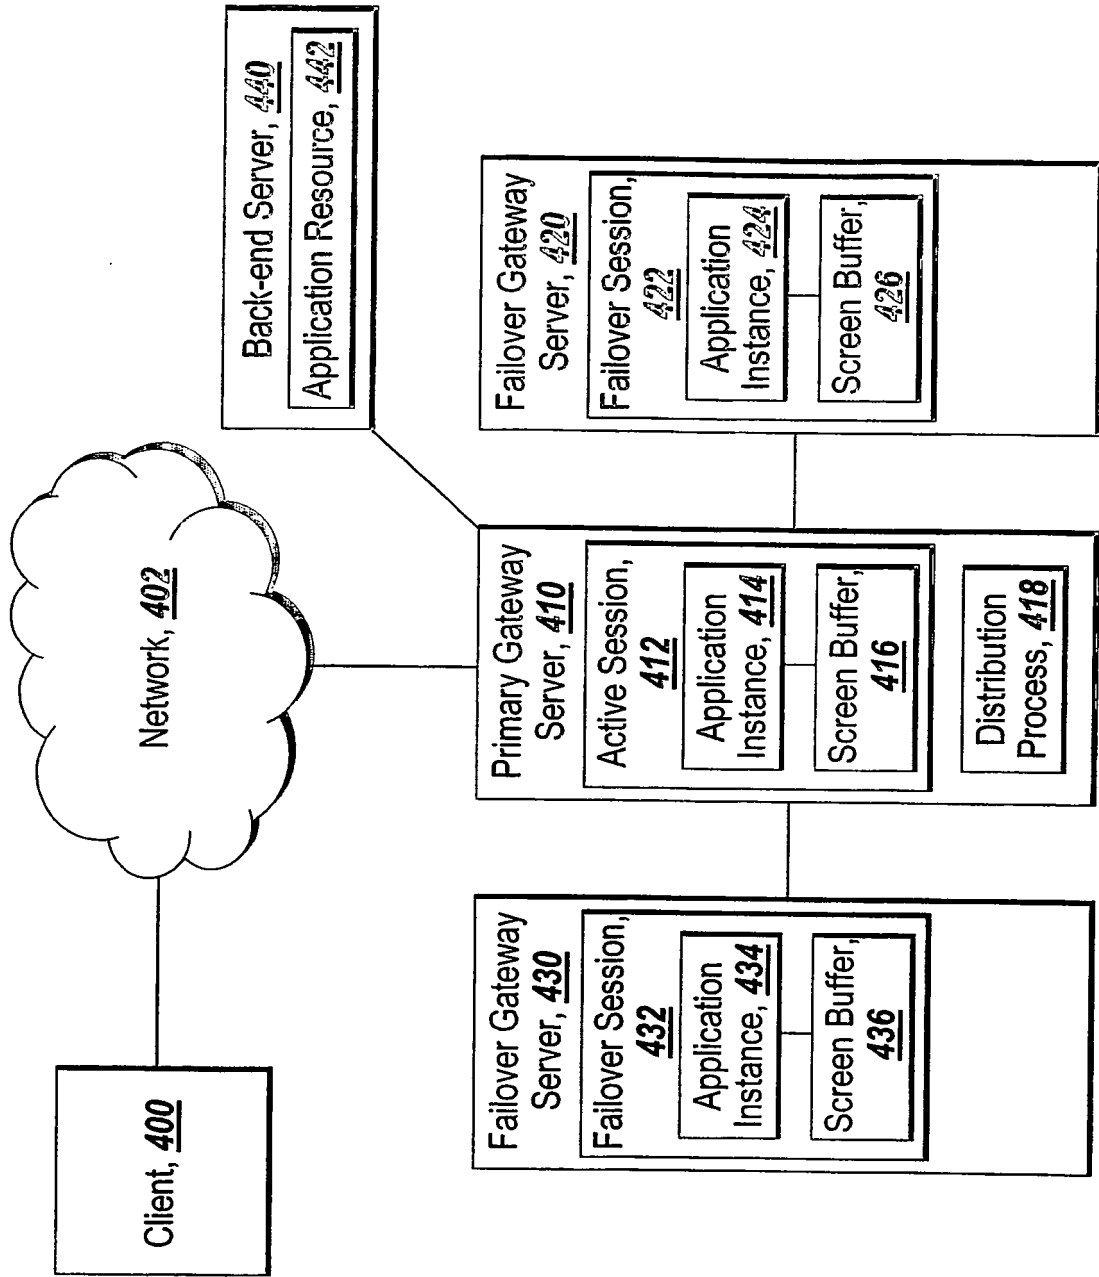 Client, 400
Network, 402
Back-end Server, 440
Application Resource, 442
Failover Gateway
Server, 430
Failover Session,
432
Application
Instance, 434
Screen Buffer,
436
Primary Gateway
Server, 410
Active Session,
412
Application
Instance, 414
Screen Buffer,
416
Distribution
Process, 418
Failover Gateway
Server, 420
Failover Session,
422
Application
Instance, 424
Screen Buffer,
426